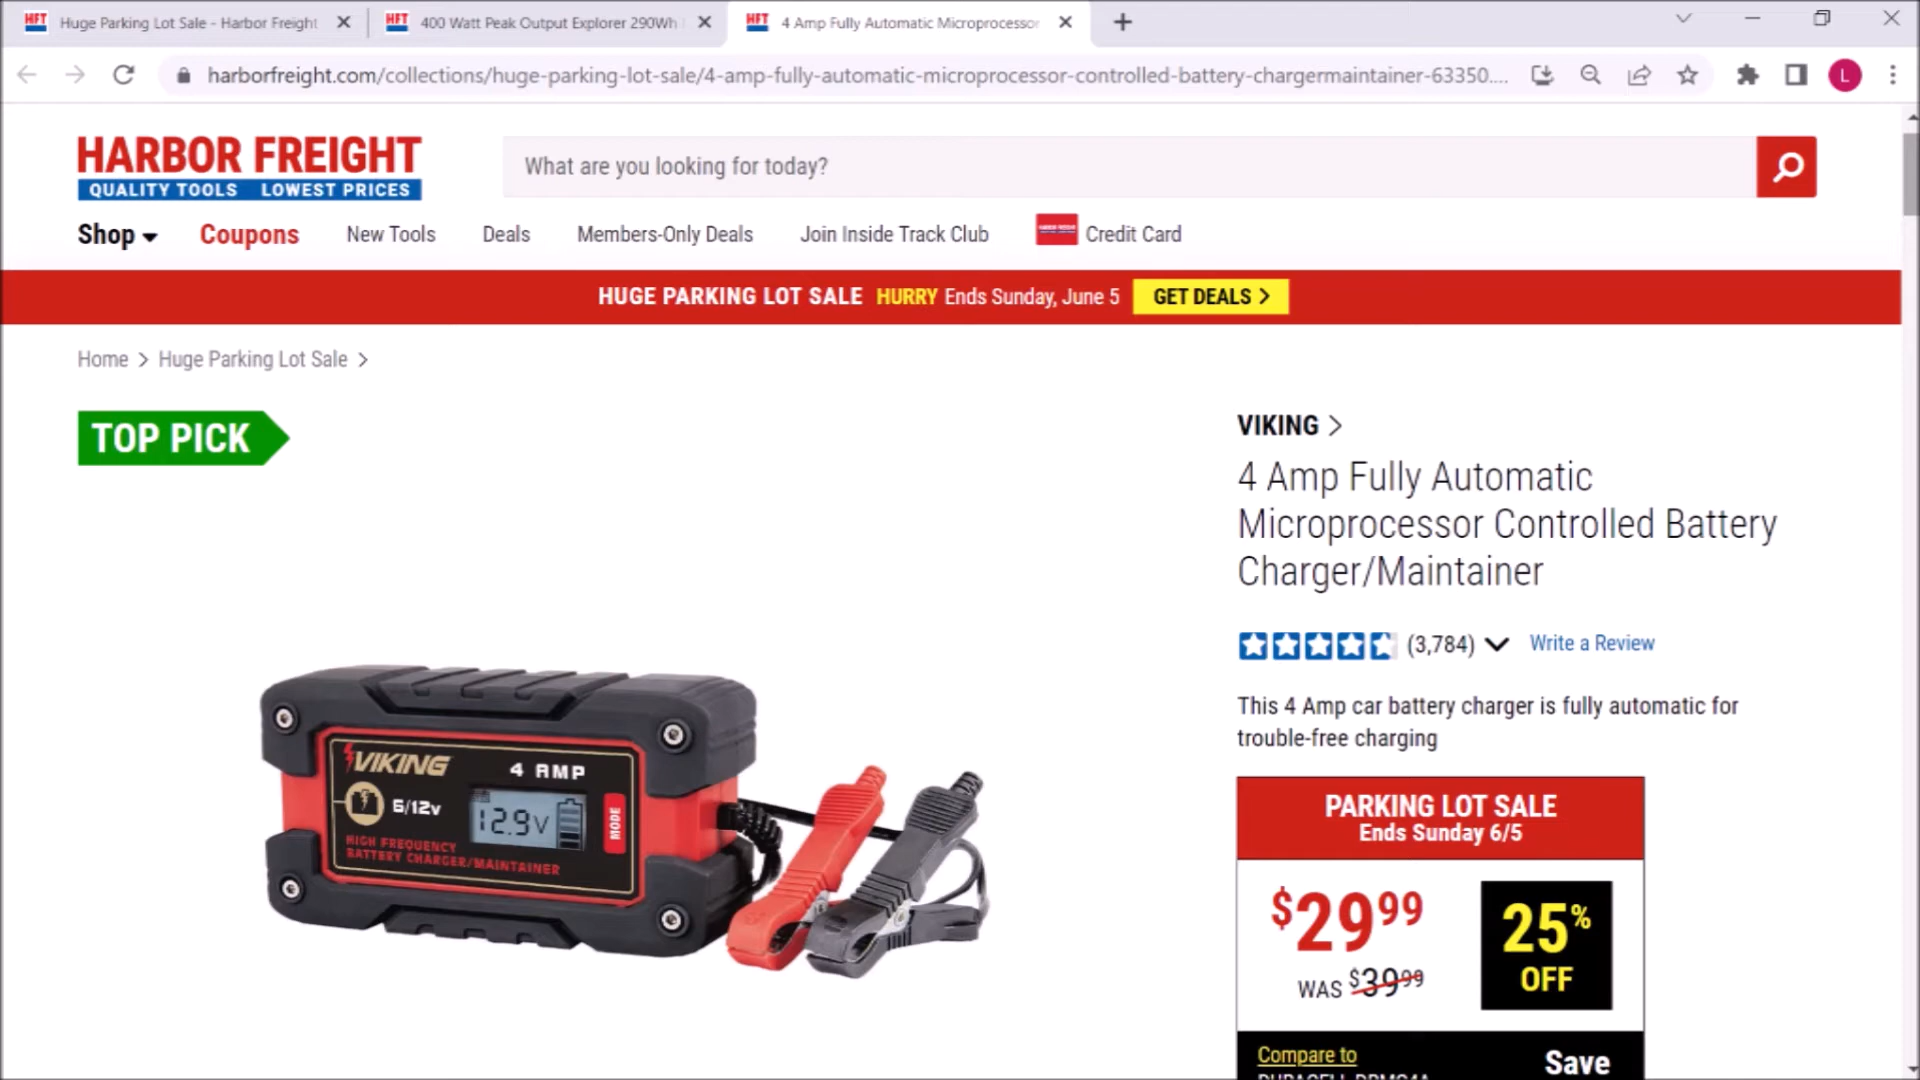 Huge Parking Lot Sale - Harbor Freight
400 Watt Peak Output Explorer 290Wh
4 Amp Fully Automatic Microprocessor
harborfreight.com/collections/huge-parking-lot-sale/4-amp-fully-automatic-microprocessor-controlled-battery-chargermaintainer-63350....
L
HARBOR FREIGHT
QUALITY TOOLS LOWEST PRICES
What are you looking for today?
Shop
Coupons
New Tools
Deals
Members-Only Deals
Join Inside Track Club
Credit Card
HUGE PARKING LOT SALE HURRY Ends Sunday, June 5 GET DEALS >
Home > Huge Parking Lot Sale >
TOP PICK
VIKING >
4 Amp Fully Automatic
Microprocessor Controlled Battery
Charger/Maintainer
(3,784)
Write a Review
This 4 Amp car battery charger is fully automatic for
trouble-free charging
VIKING
4 AMP
6/12V
12.9V
MODE
HIGH FREQUENCY
BATTERY CHARGER/MAINTAINER
PARKING LOT SALE
Ends Sunday 6/5
$29.99
25% OFF
WAS $39.99
Compare to
Save